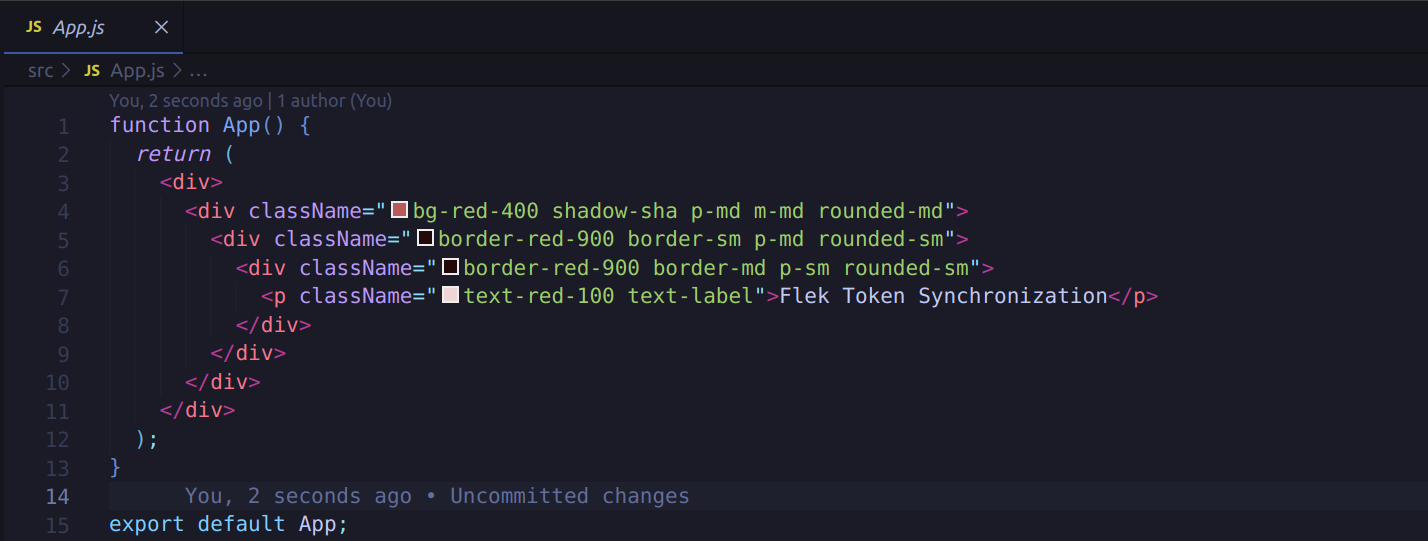 JS App.js
src > JS App.js > ...
You, 2 seconds ago | 1 author (You)
1 function App() {
2 return (
3 <div>
4 <div className="bg-red-400 shadow-sha p-md m-md rounded-md">
5 <div className="border-red-900 border-sm p-md rounded-sm">
6 <div className="border-red-900 border-md p-sm rounded-sm">
7 <p className="text-red-100 text-label">Flek Token Synchronization</p>
8 </div>
9 </div>
10 </div>
11 </div>
12 );
13 }
14 You, 2 seconds ago • Uncommitted changes
15 export default App;